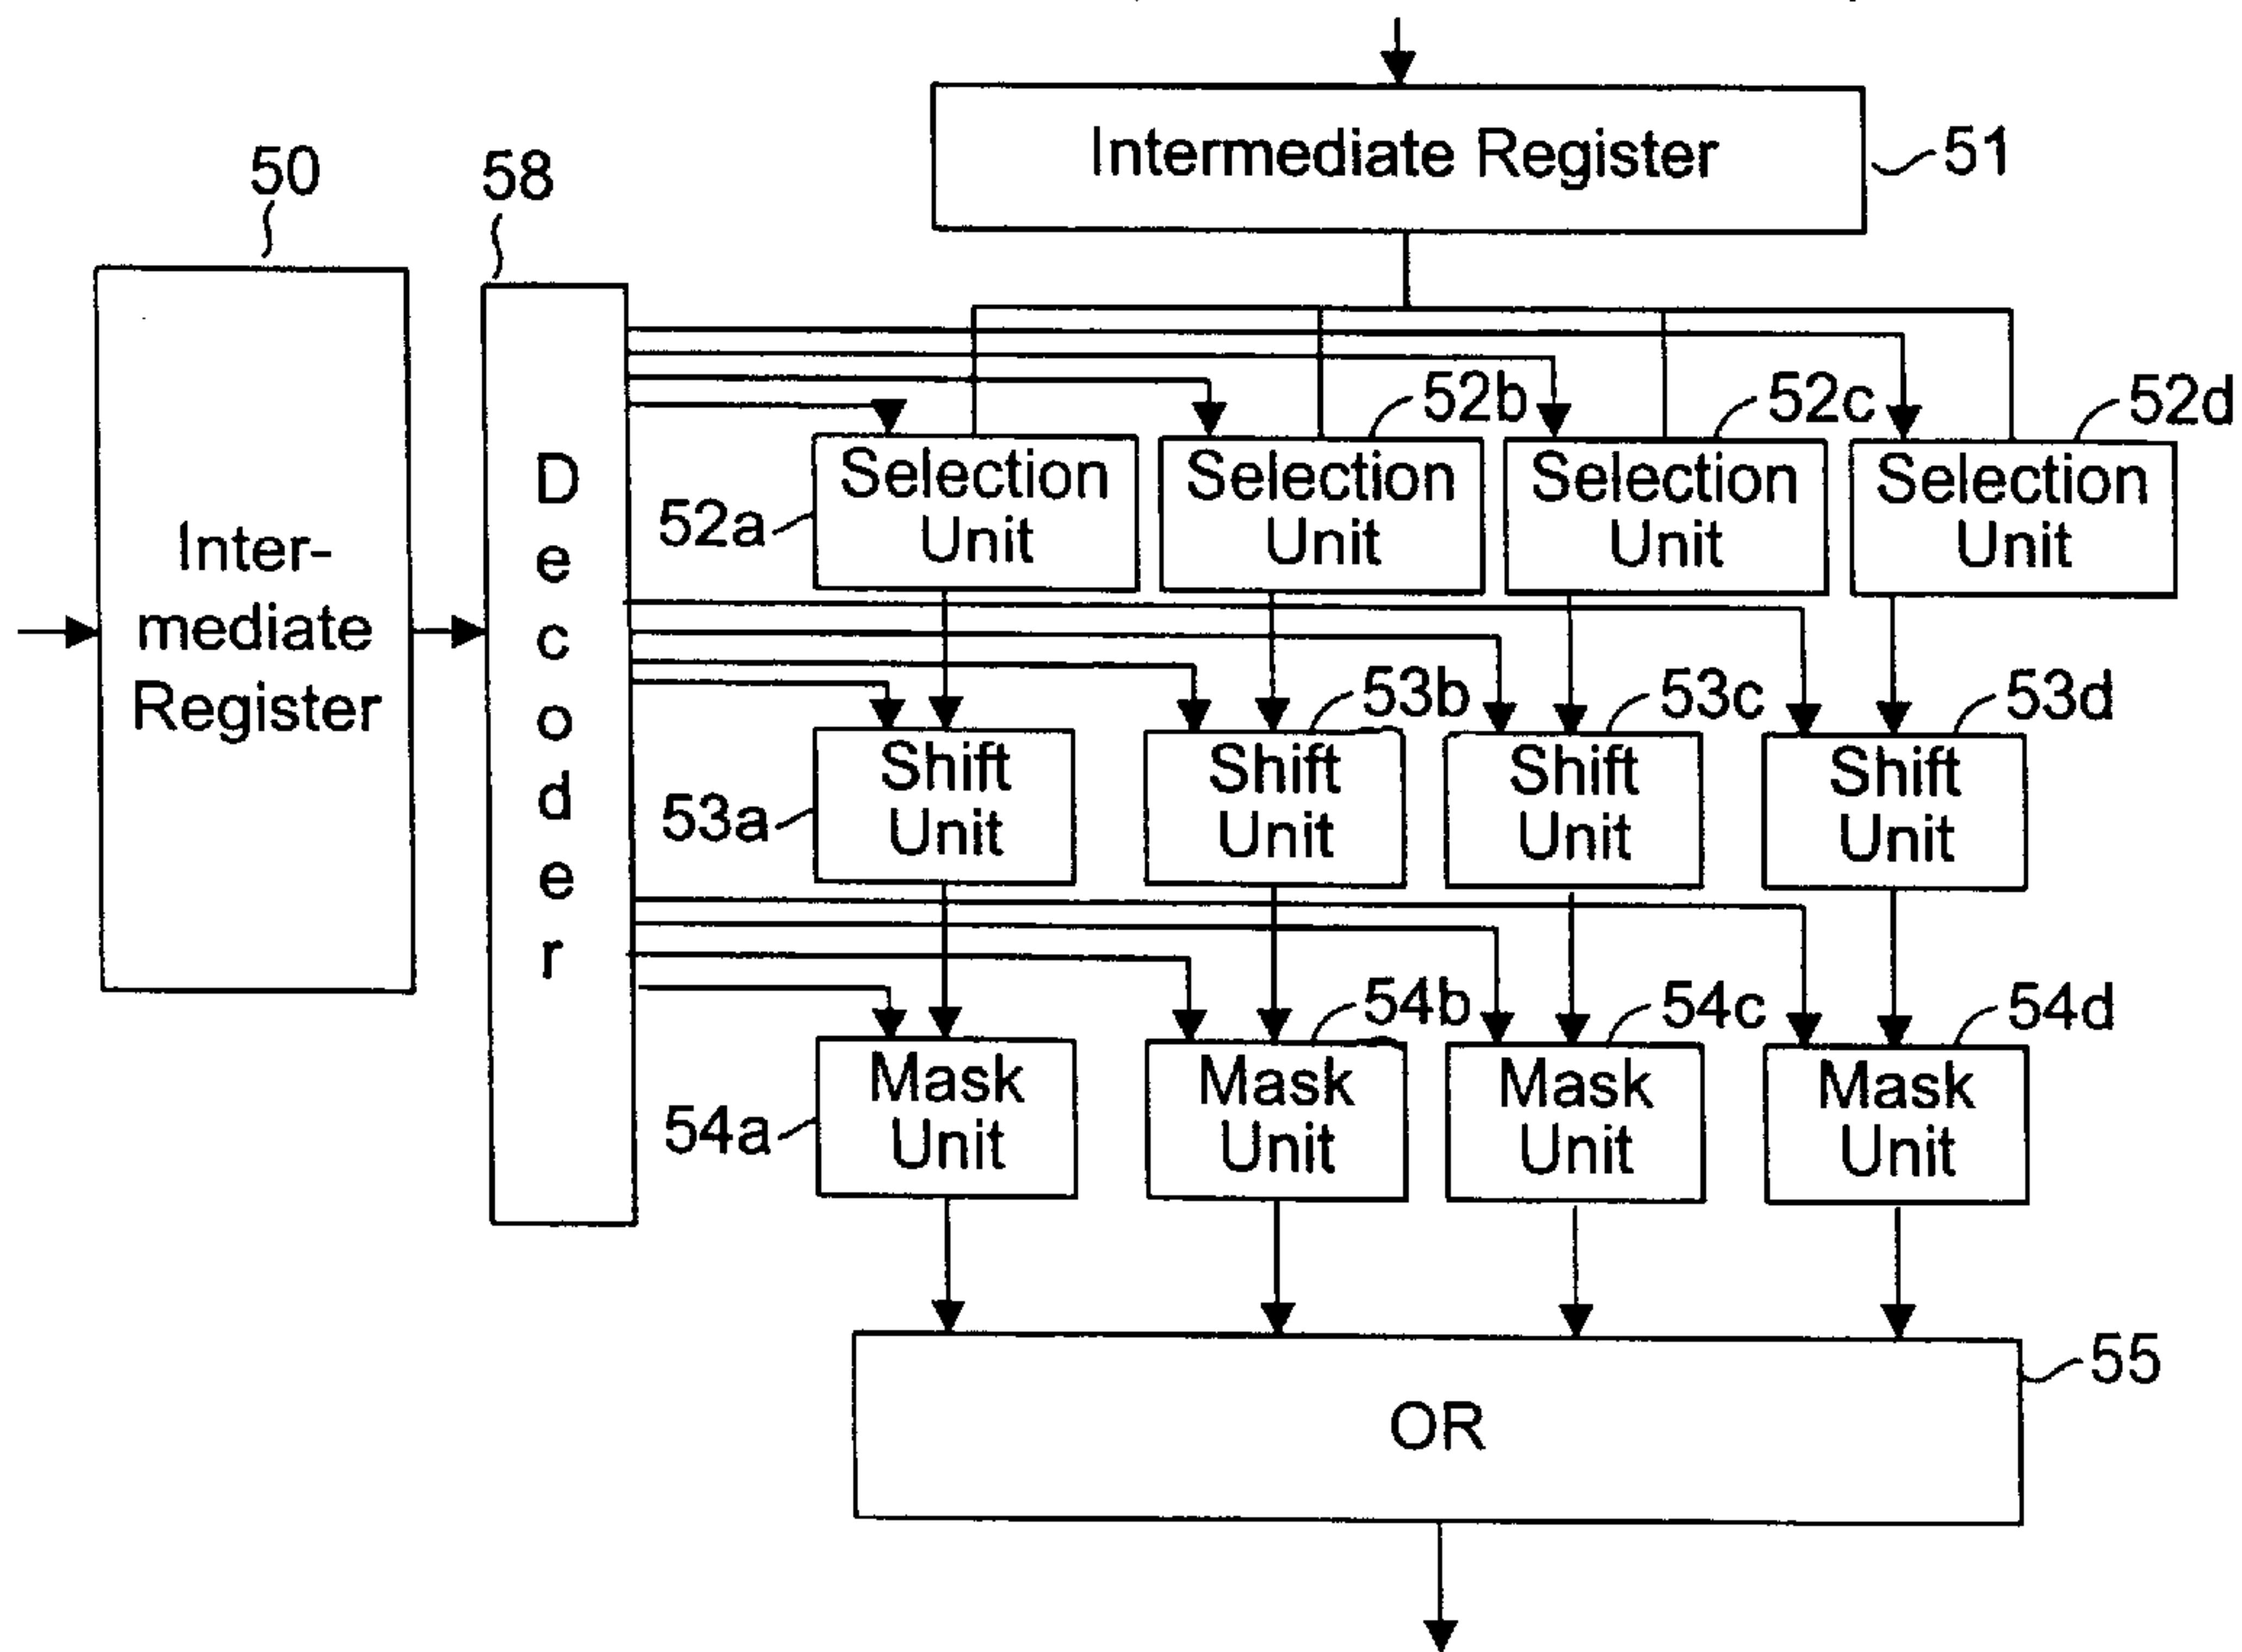 Intermediate Register
51
50
58
Inter-
mediate
Register
Decoder
52b
52c
52d
52a
Selection
Unit
Selection
Unit
Selection
Unit
Selection
Unit
53b
53c
53d
53a
Shift
Unit
Shift
Unit
Shift
Unit
Shift
Unit
54b
54c
54d
54a
Mask
Unit
Mask
Unit
Mask
Unit
Mask
Unit
55
OR